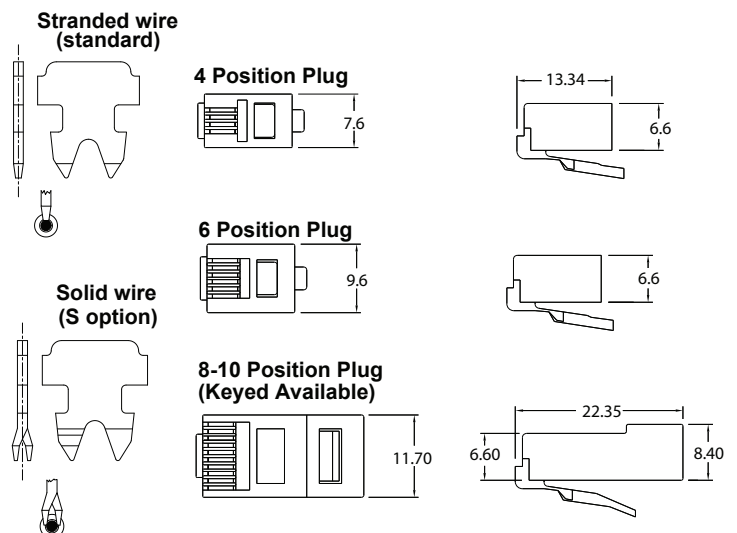 Stranded wire
(standard)
4 Position Plug
7.6
13.34
6.6
6 Position Plug
9.6
6.6
Solid wire
(S option)
8-10 Position Plug
(Keyed Available)
11.70
22.35
6.60
8.40